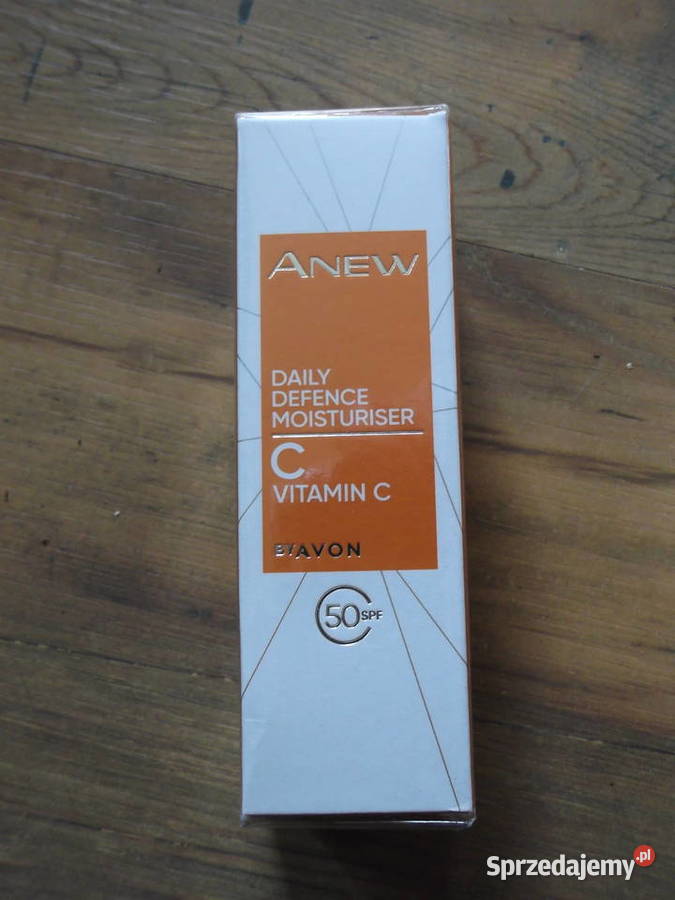 ANEW
DAILY
DEFENCE
MOISTURISER
C
VITAMIN C
BY AVON
50 SPF
Sprzedajemy.pl